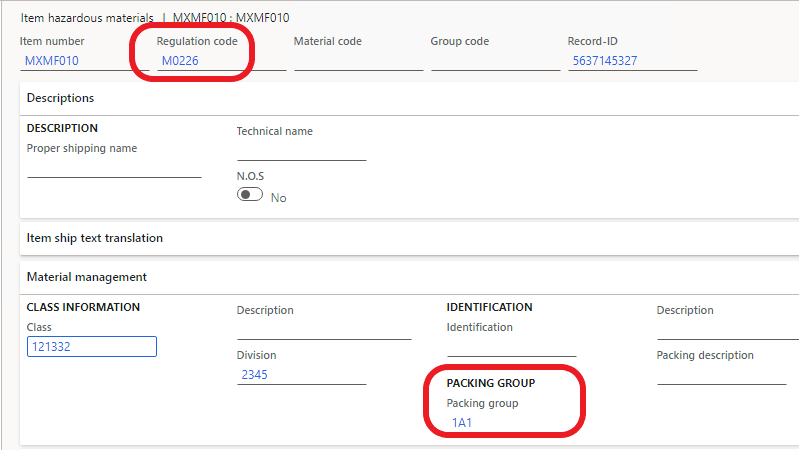 Item hazardous materials | MXMF010 : MXMF010
Item number Regulation code Material code Group code Record-ID
MXMF010 M0226 5637145327
Descriptions
DESCRIPTION Technical name
Proper shipping name
N.O.S
No
Item ship text translation
Material management
CLASS INFORMATION Description IDENTIFICATION Description
Class Identification
121332
Division Packing description
2345
PACKING GROUP
Packing group
1A1